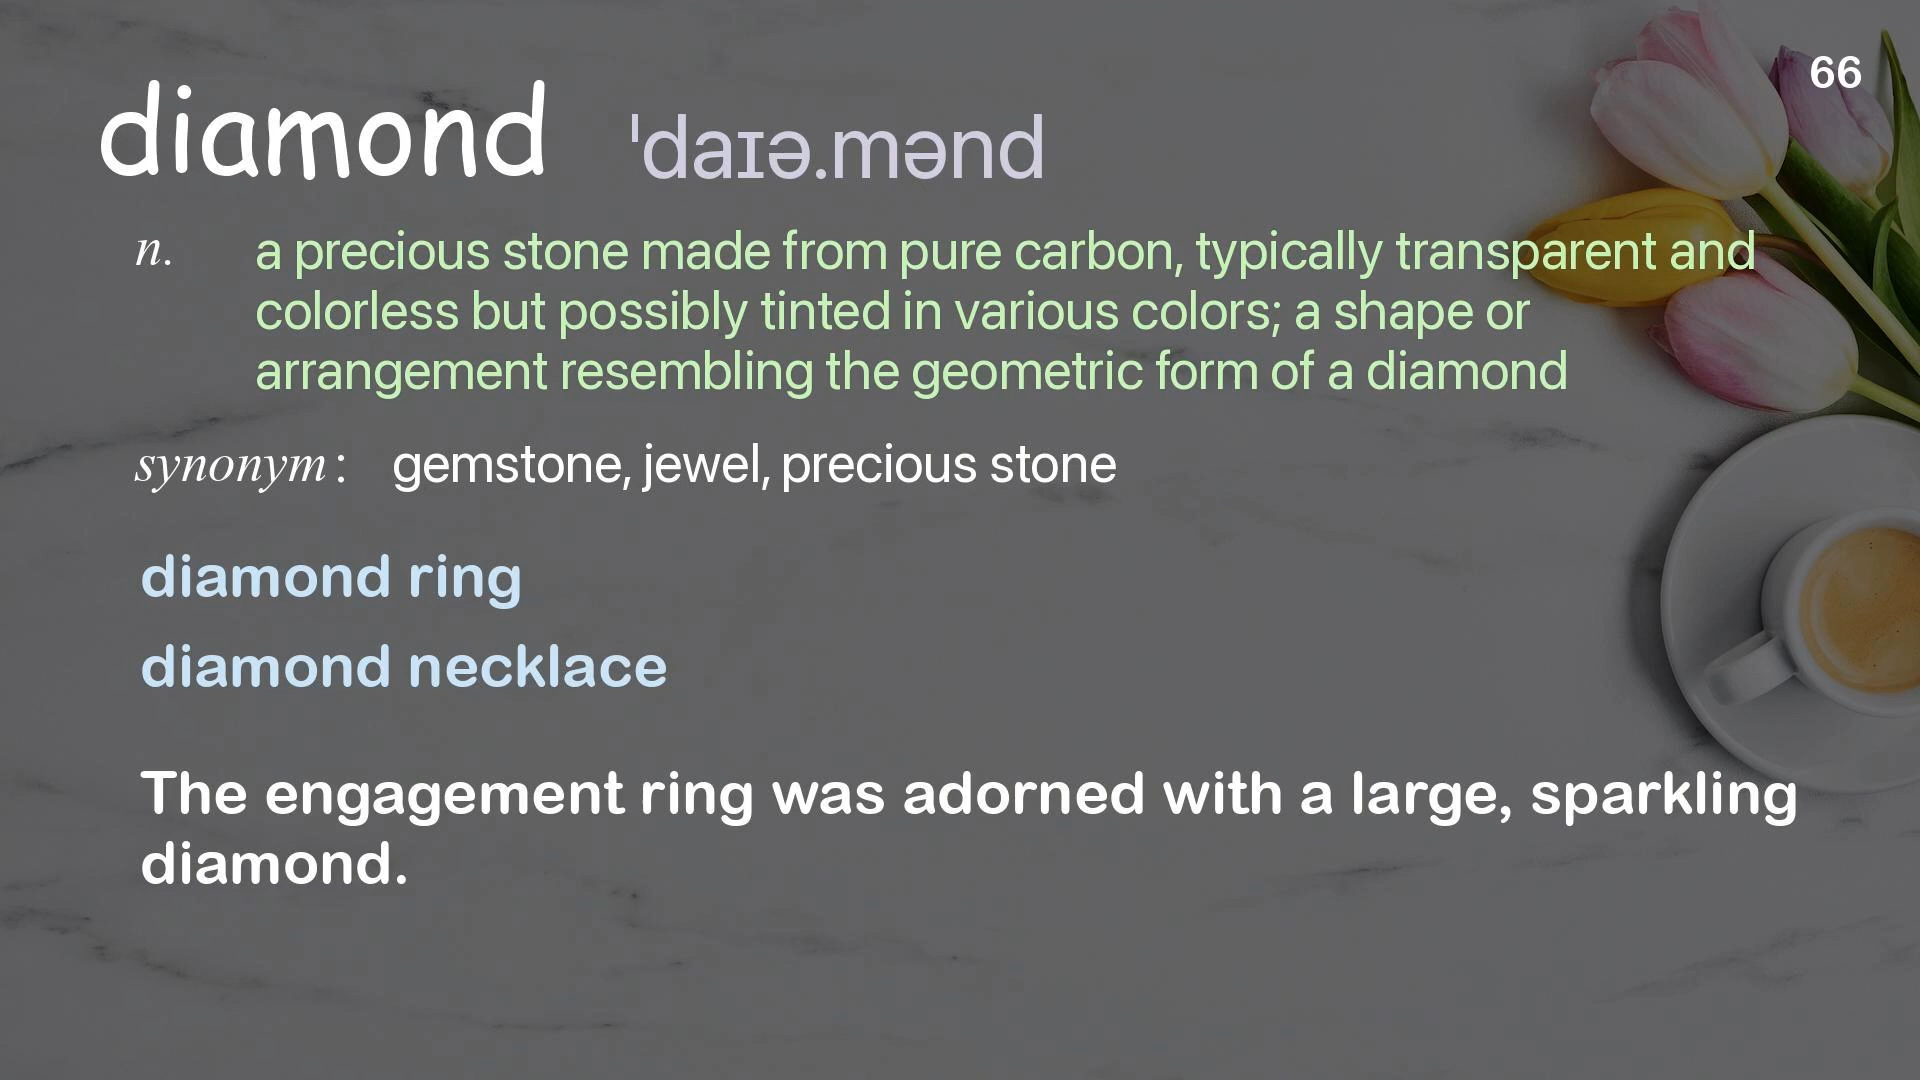 66
diamond ˈdaɪə.mənd
n. a precious stone made from pure carbon, typically transparent and
colorless but possibly tinted in various colors; a shape or
arrangement resembling the geometric form of a diamond
synonym: gemstone, jewel, precious stone
diamond ring
diamond necklace
The engagement ring was adorned with a large, sparkling
diamond.